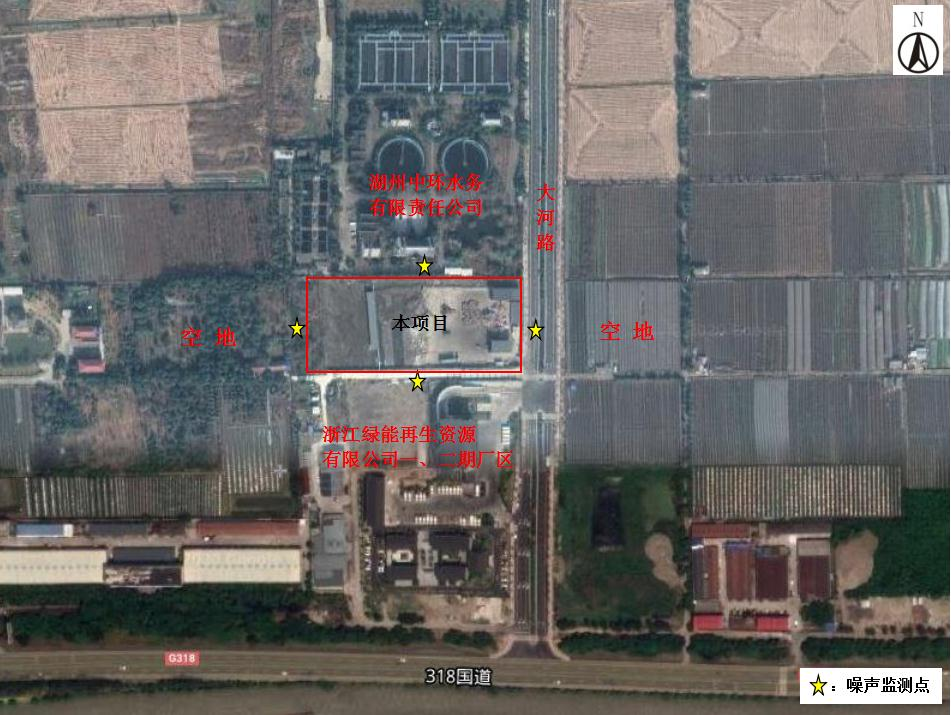 N
湖州中环水务
有限责任公司
大河路
本项目
空 地
空 地
浙江绿能再生资源
有限公司一、二期厂区
G318
318国道
：噪声监测点